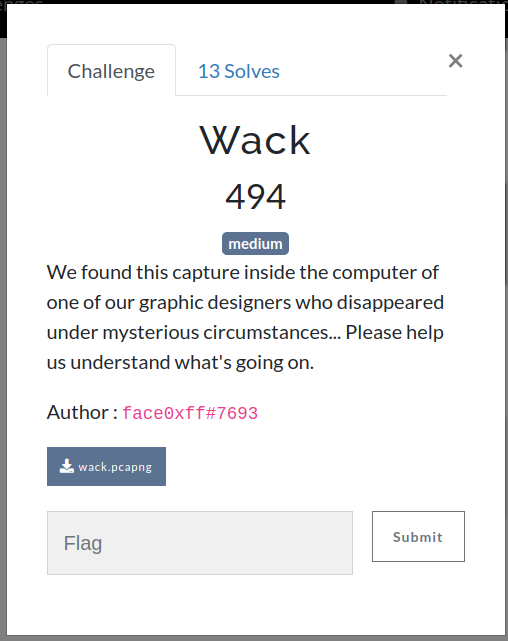 Challenge
13 Solves
×
Wack
494
medium
We found this capture inside the computer of
one of our graphic designers who disappeared
under mysterious circumstances... Please help
us understand what's going on.
Author : face0xff#7693
wack.pcapng
Flag
Submit